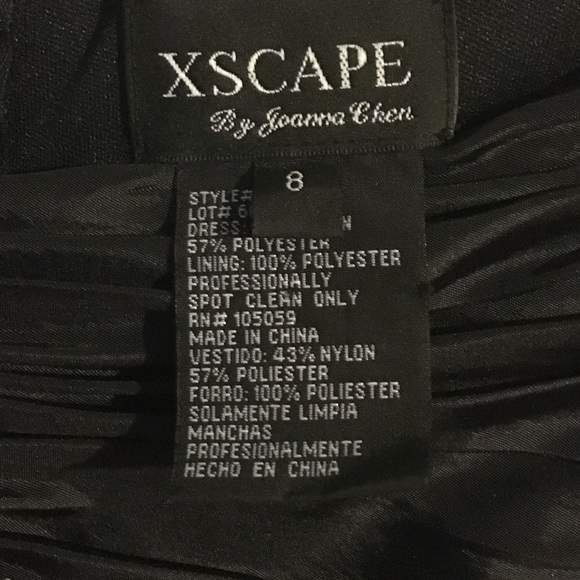 XSCAPE
By Joanna Chen
8
STYLE#
LOT# 6
DRESS: N
57% POLYESTER
LINING: 100% POLYESTER
PROFESSIONALLY
SPOT CLEAN ONLY
RN# 105059
MADE IN CHINA
VESTIDO: 43% NYLON
57% POLIESTER
FORRO: 100% POLIESTER
SOLAMENTE LIMPIA
MANCHAS
PROFESIONALMENTE
HECHO EN CHINA